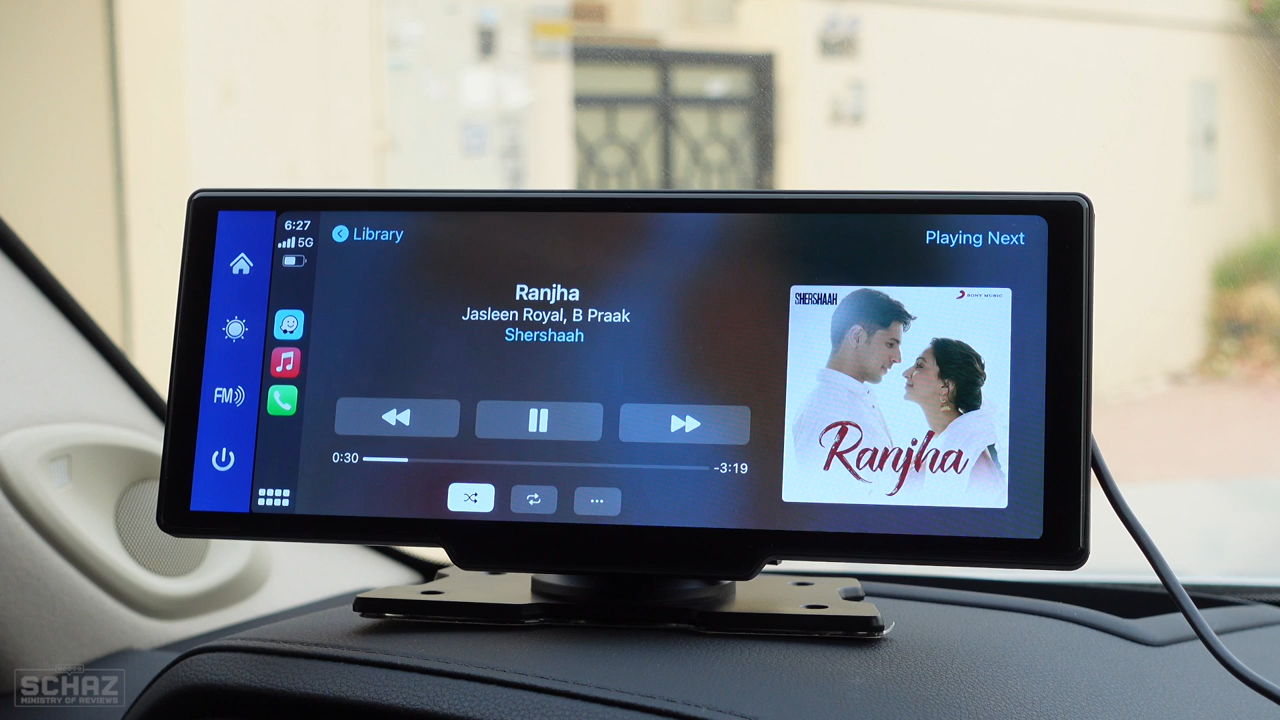 6:27
5G
Library
Playing Next
FM
Ranjha
Jasleen Royal, B Praak
Shershaah
0:30
-3:19
SHERSHAAH
SONY MUSIC
Ranjha
SCHAZ
MINISTRY OF REVIEWS